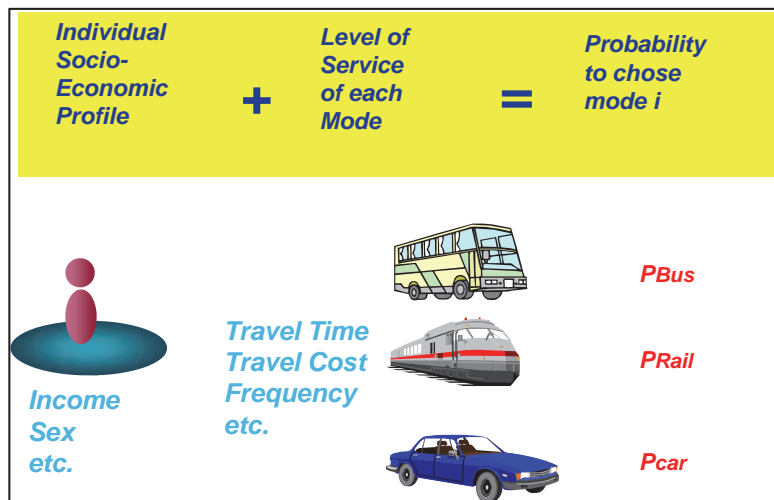 Individual
Socio-
Economic
Profile
+
Level of
Service
of each
Mode
=
Probability
to chose
mode i
Income
Sex
etc.
Travel Time
Travel Cost
Frequency
etc.
PBus
PRail
Pcar